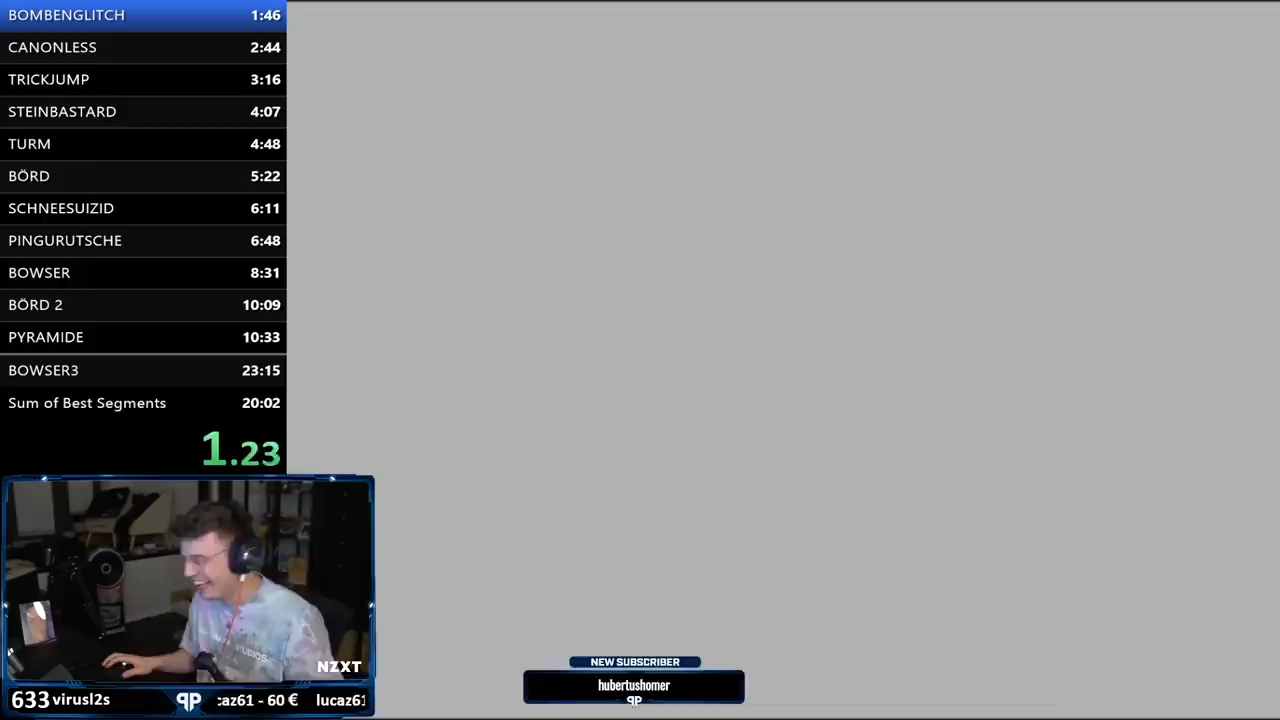 BOMBENGLITCH 1:46
CANONLESS 2:44
TRICKJUMP 3:16
STEINBASTARD 4:07
TURM 4:48
BÖRD 5:22
SCHNEESUIZID 6:11
PINGURUTSCHE 6:48
BOWSER 8:31
BÖRD 2 10:09
PYRAMIDE 10:33
BOWSER3 23:15
Sum of Best Segments 20:02
1.23
STUDIOS
NZXT
633 virusl2s caz61 - 60 € lucaz61
NEW SUBSCRIBER
hubertushomer